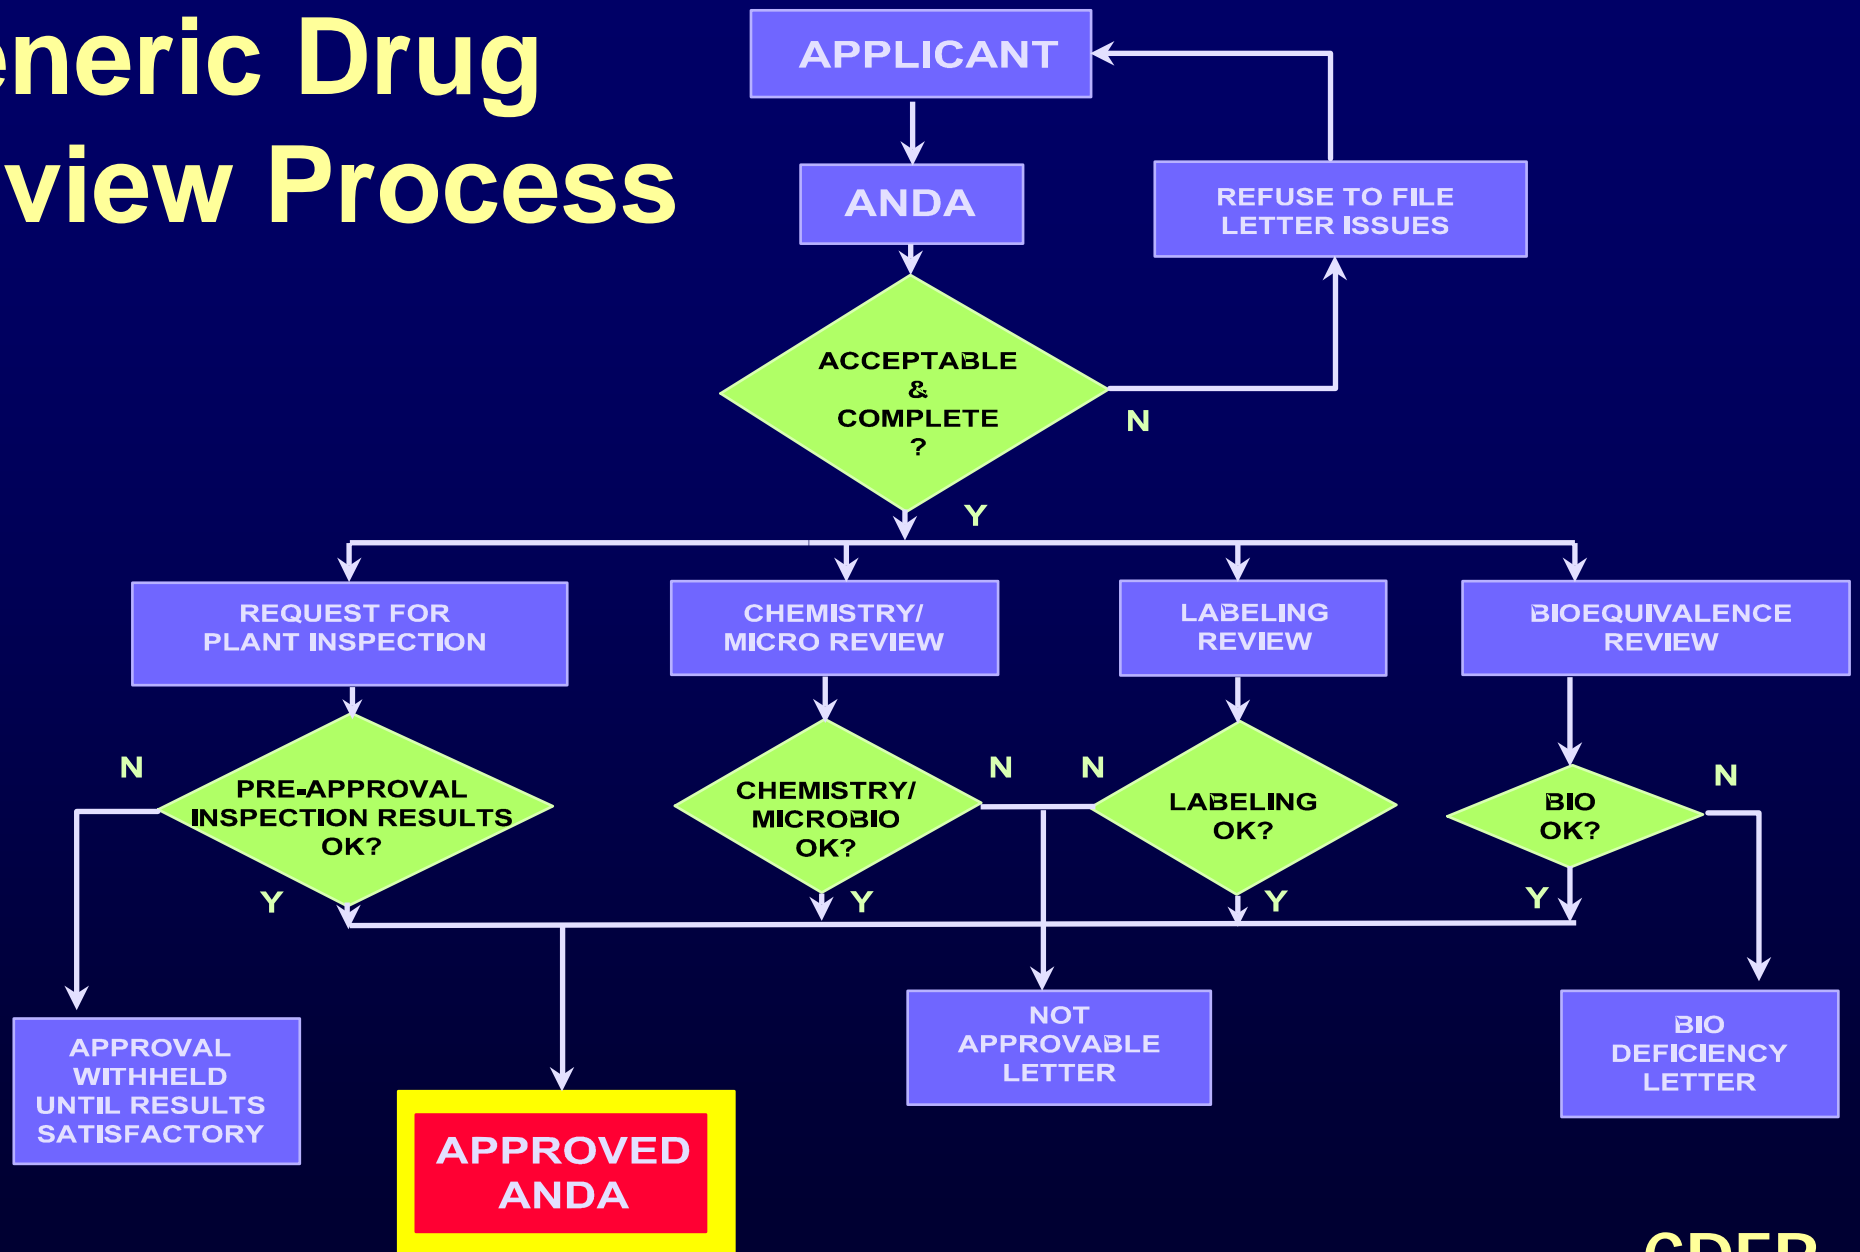 eneric Drug
view Process
APPLICANT
ANDA
REFUSE TO FILE
LETTER ISSUES
ACCEPTABLE
&
COMPLETE
?
N
Y
REQUEST FOR
PLANT INSPECTION
CHEMISTRY/
MICRO REVIEW
LABELING
REVIEW
BIOEQUIVALENCE
REVIEW
N
PRE-APPROVAL
INSPECTION RESULTS
OK?
Y
CHEMISTRY/
MICROBIO
OK?
N
Y
N
LABELING
OK?
Y
BIO
OK?
N
Y
APPROVAL
WITHHELD
UNTIL RESULTS
SATISFACTORY
APPROVED
ANDA
NOT
APPROVABLE
LETTER
BIO
DEFICIENCY
LETTER
CDER